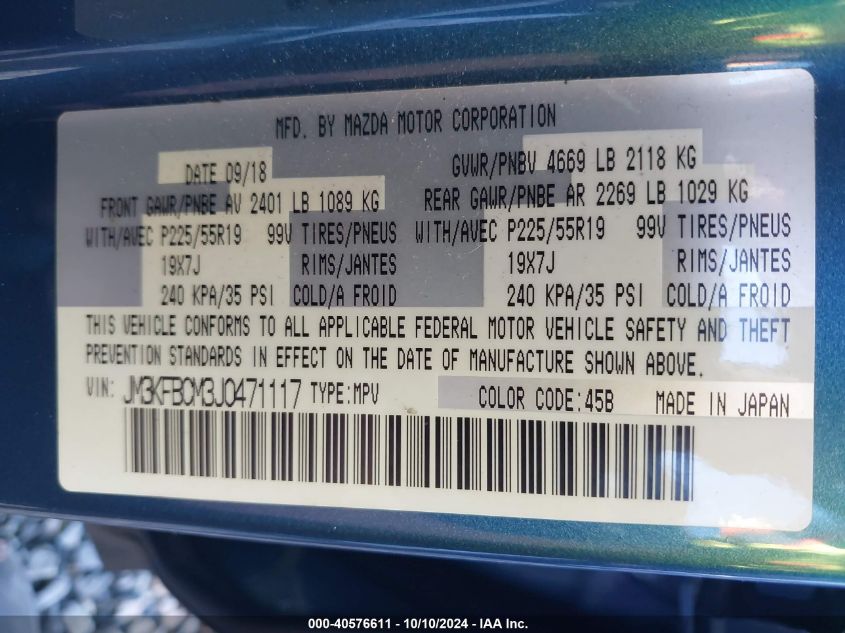 MFD. BY MAZDA MOTOR CORPORATION
DATE 09/18 GVWR/PNBV 4669 LB 2118 KG
FRONT GAWR/PNBE AV 2401 LB 1089 KG REAR GAWR/PNBE AR 2269 LB 1029 KG
WITH/AVEC P225/55R19 99V TIRES/PNEUS WITH/AVEC P225/55R19 99V TIRES/PNEUS
19X7J RIMS/JANTES 19X7J RIMS/JANTES
240 KPA/35 PSI COLD/A FROID 240 KPA/35 PSI COLD/A FROID
THIS VEHICLE CONFORMS TO ALL APPLICABLE FEDERAL MOTOR VEHICLE SAFETY AND THEFT
PREVENTION STANDARDS IN EFFECT ON THE DATE OF MANUFACTURE SHOWN ABOVE.
VIN: JM3KFBCM3J0471117 TYPE:MPV COLOR CODE:45B MADE IN JAPAN
000-40576611 - 10/10/2024 - IAA Inc.